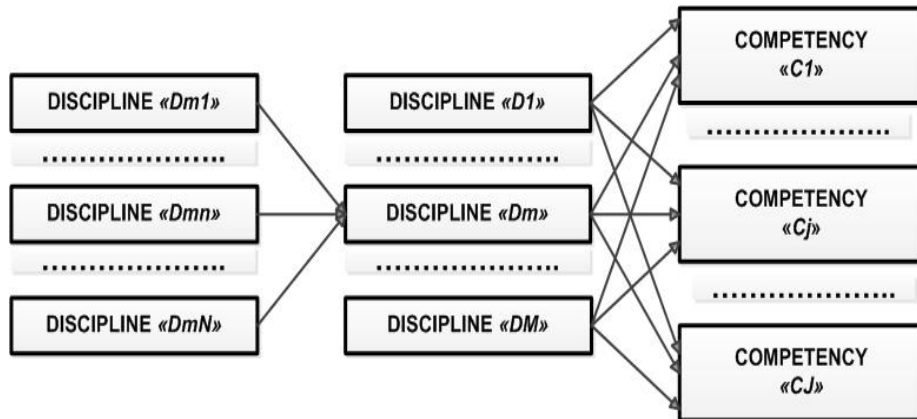 DISCIPLINE «Dm1»
.....................
DISCIPLINE «Dmn»
.....................
DISCIPLINE «DmN»
DISCIPLINE «D1»
.....................
DISCIPLINE «Dm»
.....................
DISCIPLINE «DM»
COMPETENCY
«C1»
.....................
COMPETENCY
«Cj»
.....................
COMPETENCY
«CJ»